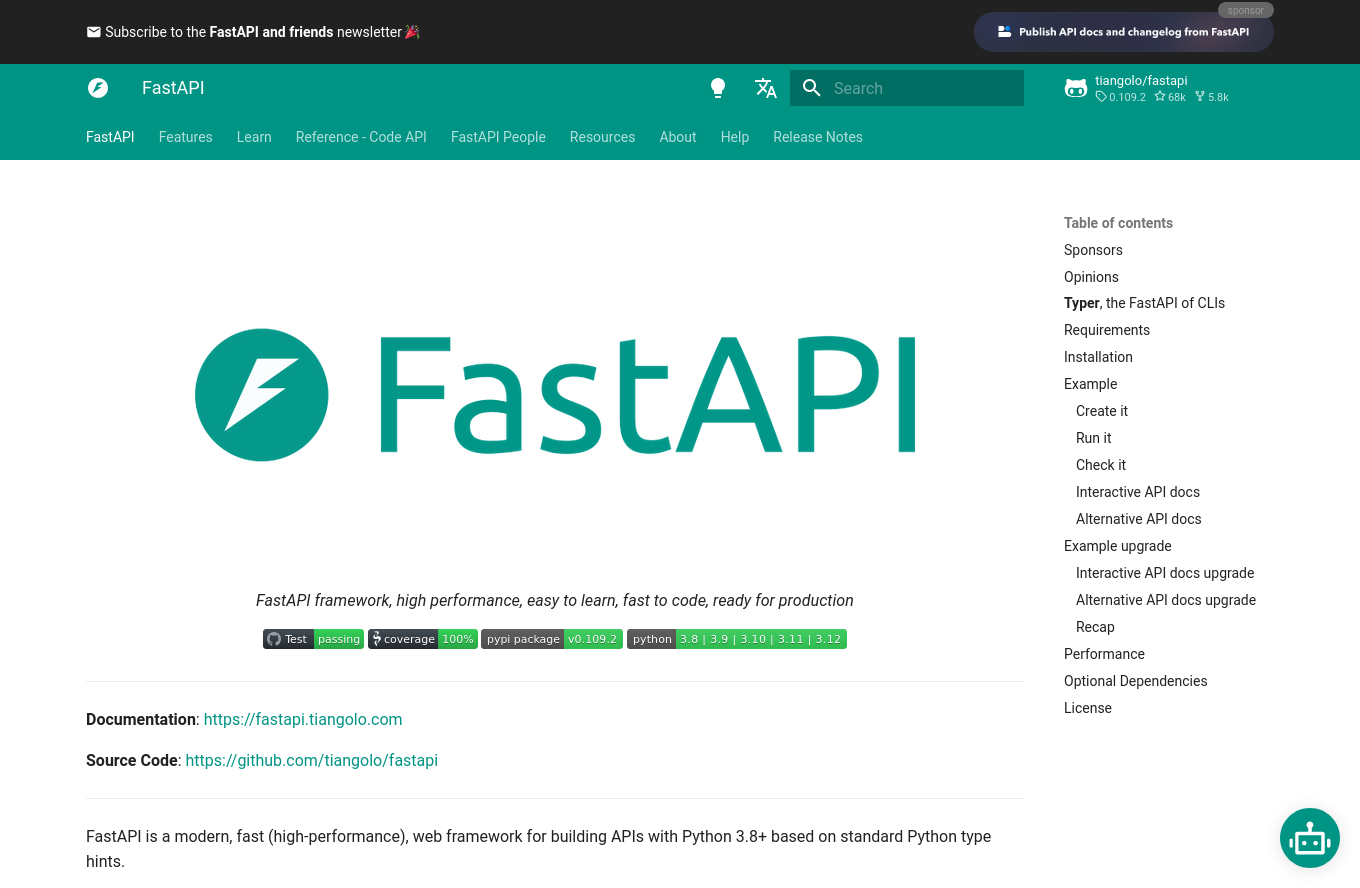 Subscribe to the FastAPI and friends newsletter 🎉
sponsor
Publish API docs and changelog from FastAPI
FastAPI
Search
tiangolo/fastapi
0.109.2 68k 5.8k
FastAPI Features Learn Reference - Code API FastAPI People Resources About Help Release Notes
FastAPI
FastAPI framework, high performance, easy to learn, fast to code, ready for production
Test passing coverage 100% pypi package v0.109.2 python 3.8 | 3.9 | 3.10 | 3.11 | 3.12
Documentation: https://fastapi.tiangolo.com
Source Code: https://github.com/tiangolo/fastapi
FastAPI is a modern, fast (high-performance), web framework for building APIs with Python 3.8+ based on standard Python type
hints.
Table of contents
Sponsors
Opinions
Typer, the FastAPI of CLIs
Requirements
Installation
Example
Create it
Run it
Check it
Interactive API docs
Alternative API docs
Example upgrade
Interactive API docs upgrade
Alternative API docs upgrade
Recap
Performance
Optional Dependencies
License